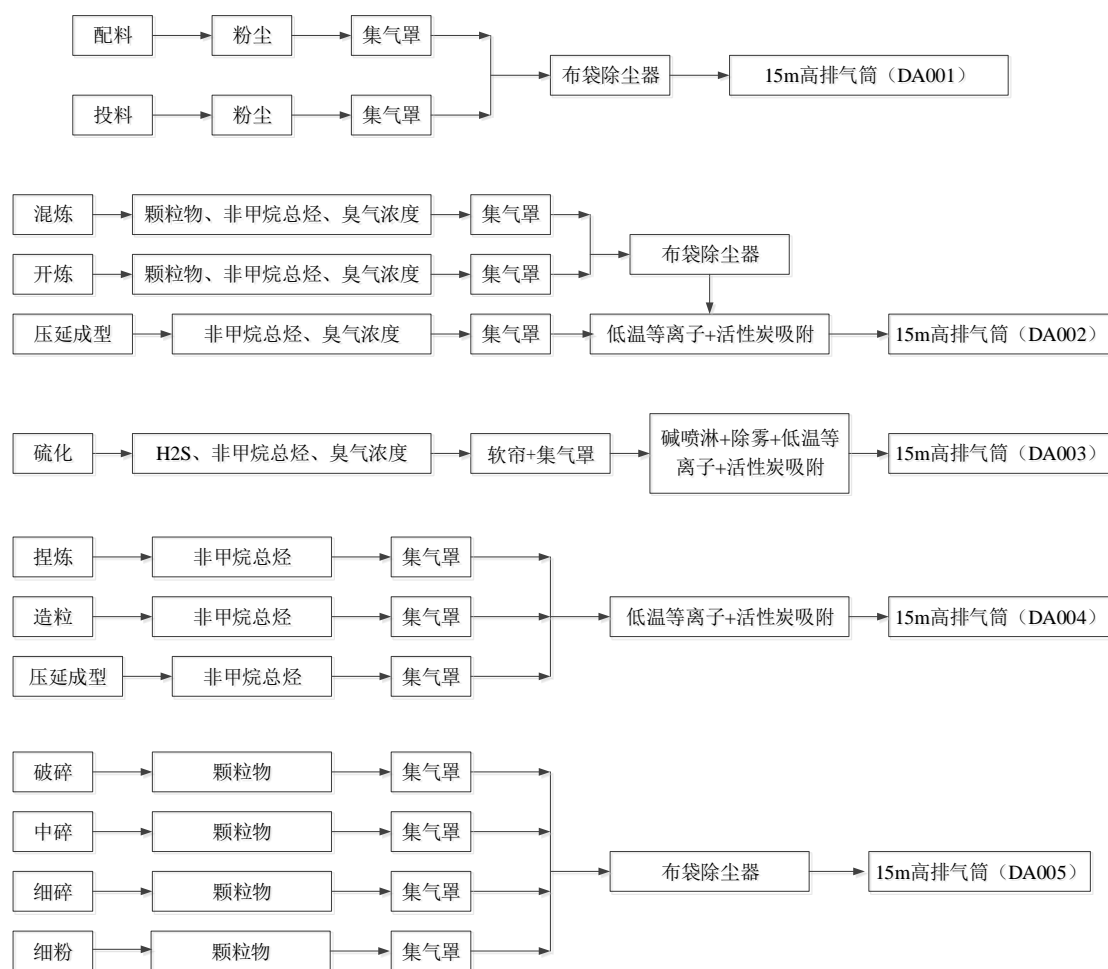 配料
粉尘
集气罩
布袋除尘器
15m高排气筒（DA001）
投料
粉尘
集气罩
混炼
颗粒物、非甲烷总烃、臭气浓度
集气罩
布袋除尘器
开炼
颗粒物、非甲烷总烃、臭气浓度
集气罩
压延成型
非甲烷总烃、臭气浓度
集气罩
低温等离子+活性炭吸附
15m高排气筒（DA002）
硫化
H2S、非甲烷总烃、臭气浓度
软帘+集气罩
碱喷淋+除雾+低温等
离子+活性炭吸附
15m高排气筒（DA003）
捏炼
非甲烷总烃
集气罩
造粒
非甲烷总烃
集气罩
低温等离子+活性炭吸附
15m高排气筒（DA004）
压延成型
非甲烷总烃
集气罩
破碎
颗粒物
集气罩
中碎
颗粒物
集气罩
布袋除尘器
15m高排气筒（DA005）
细碎
颗粒物
集气罩
细粉
颗粒物
集气罩